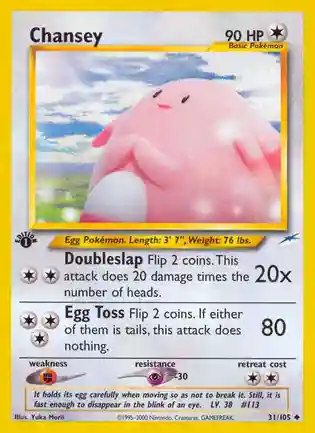 Chansey 90 HP
Basic Pokémon
EDITION
1
Egg Pokémon. Length: 3' 7", Weight: 76 lbs.
Doubleslap Flip 2 coins. This
attack does 20 damage times the
number of heads.
20x
Egg Toss Flip 2 coins. If either
of them is tails, this attack does
nothing.
80
weakness resistance retreat cost
-30
It holds its egg carefully when moving so as not to break it. Still, it is
fast enough to disappear in the blink of an eye. LV. 38 #113
Illus. Yuka Morii ©1995-2000 Nintendo, Creatures, GAMEFREAK. 31/105